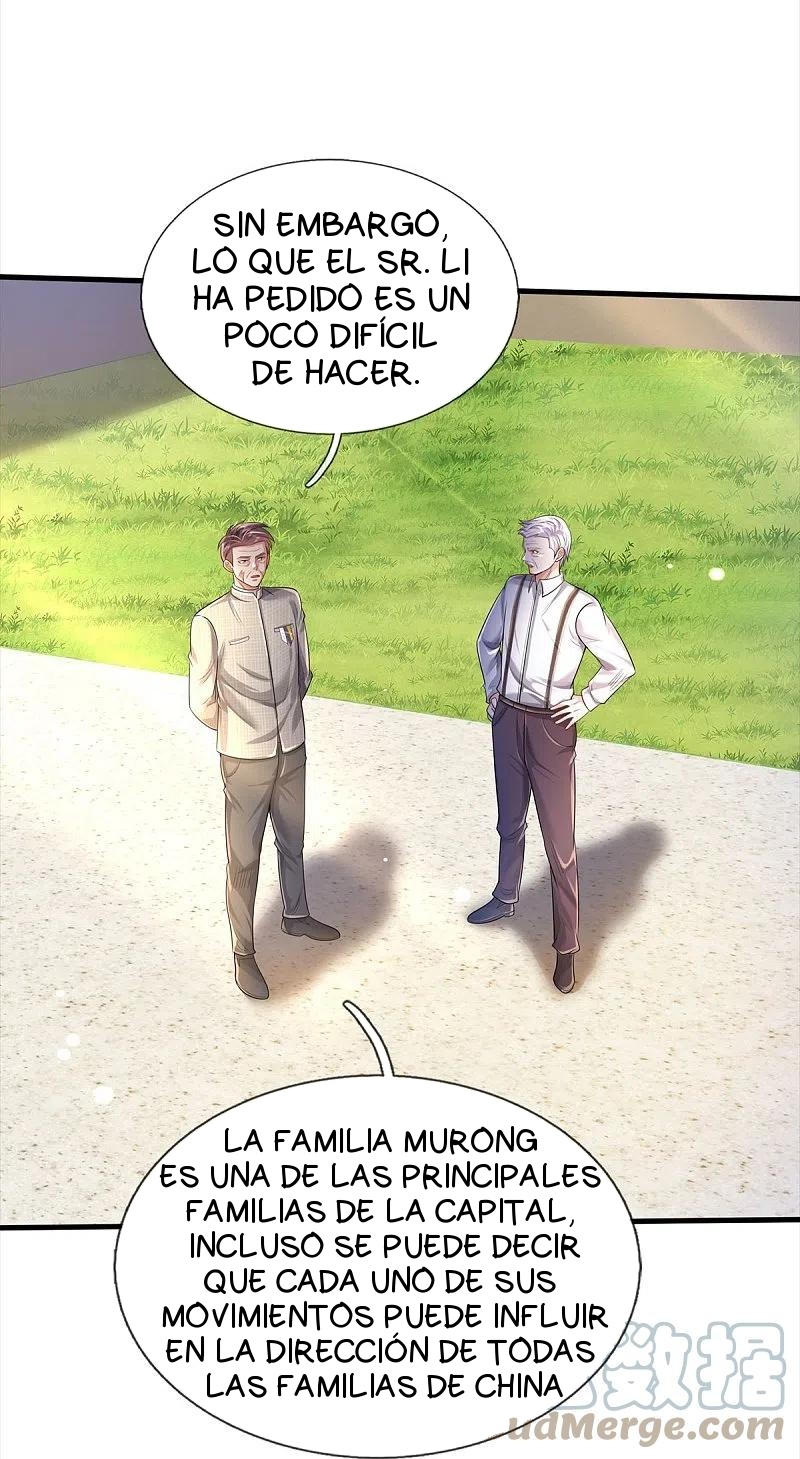 SIN EMBARGO,
LO QUE EL SR. LI
HA PEDIDO ES UN
POCO DIFÍCIL
DE HACER.
LA FAMILIA MURONG
ES UNA DE LAS PRINCIPALES
FAMILIAS DE LA CAPITAL,
INCLUSO SE PUEDE DECIR
QUE CADA UNO DE SUS
MOVIMIENTOS PUEDE INFLUIR
EN LA DIRECCIÓN DE TODAS
LAS FAMILIAS DE CHINA
数据
udMerge.com